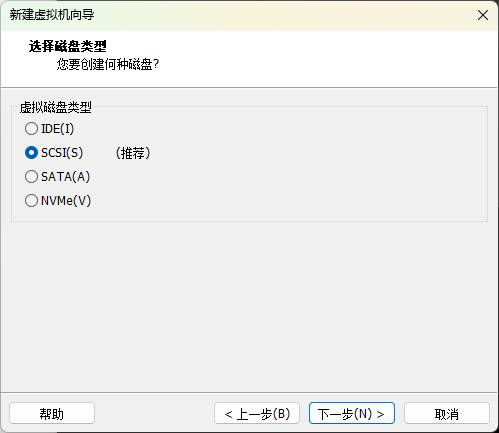 新建虚拟机向导
选择磁盘类型
您要创建何种磁盘?
虚拟磁盘类型
IDE(I)
SCSI(S) （推荐）
SATA(A)
NVMe(V)
帮助 < 上一步(B) 下一步(N) > 取消